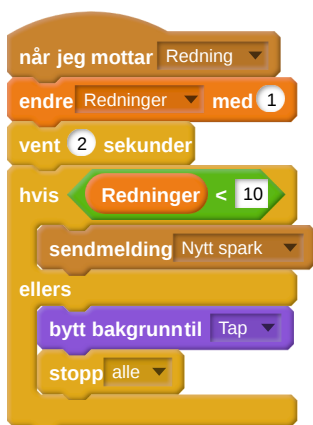 når jeg mottar Redning
endre Redninger med 1
vent 2 sekunder
hvis Redninger < 10
sendmelding Nytt spark
ellers
bytt bakgrunntil Tap
stopp alle